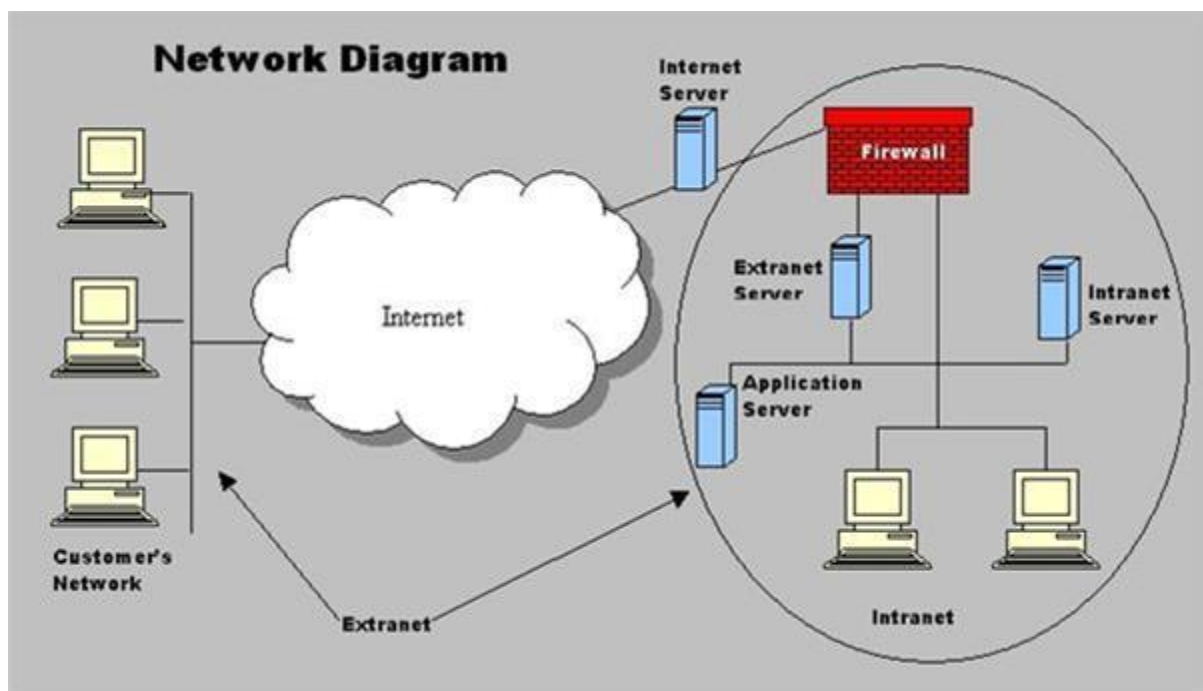 Network Diagram
Internet
Server
Firewall
Extranet
Server
Intranet
Server
Internet
Application
Server
Customer's
Network
Extranet
Intranet